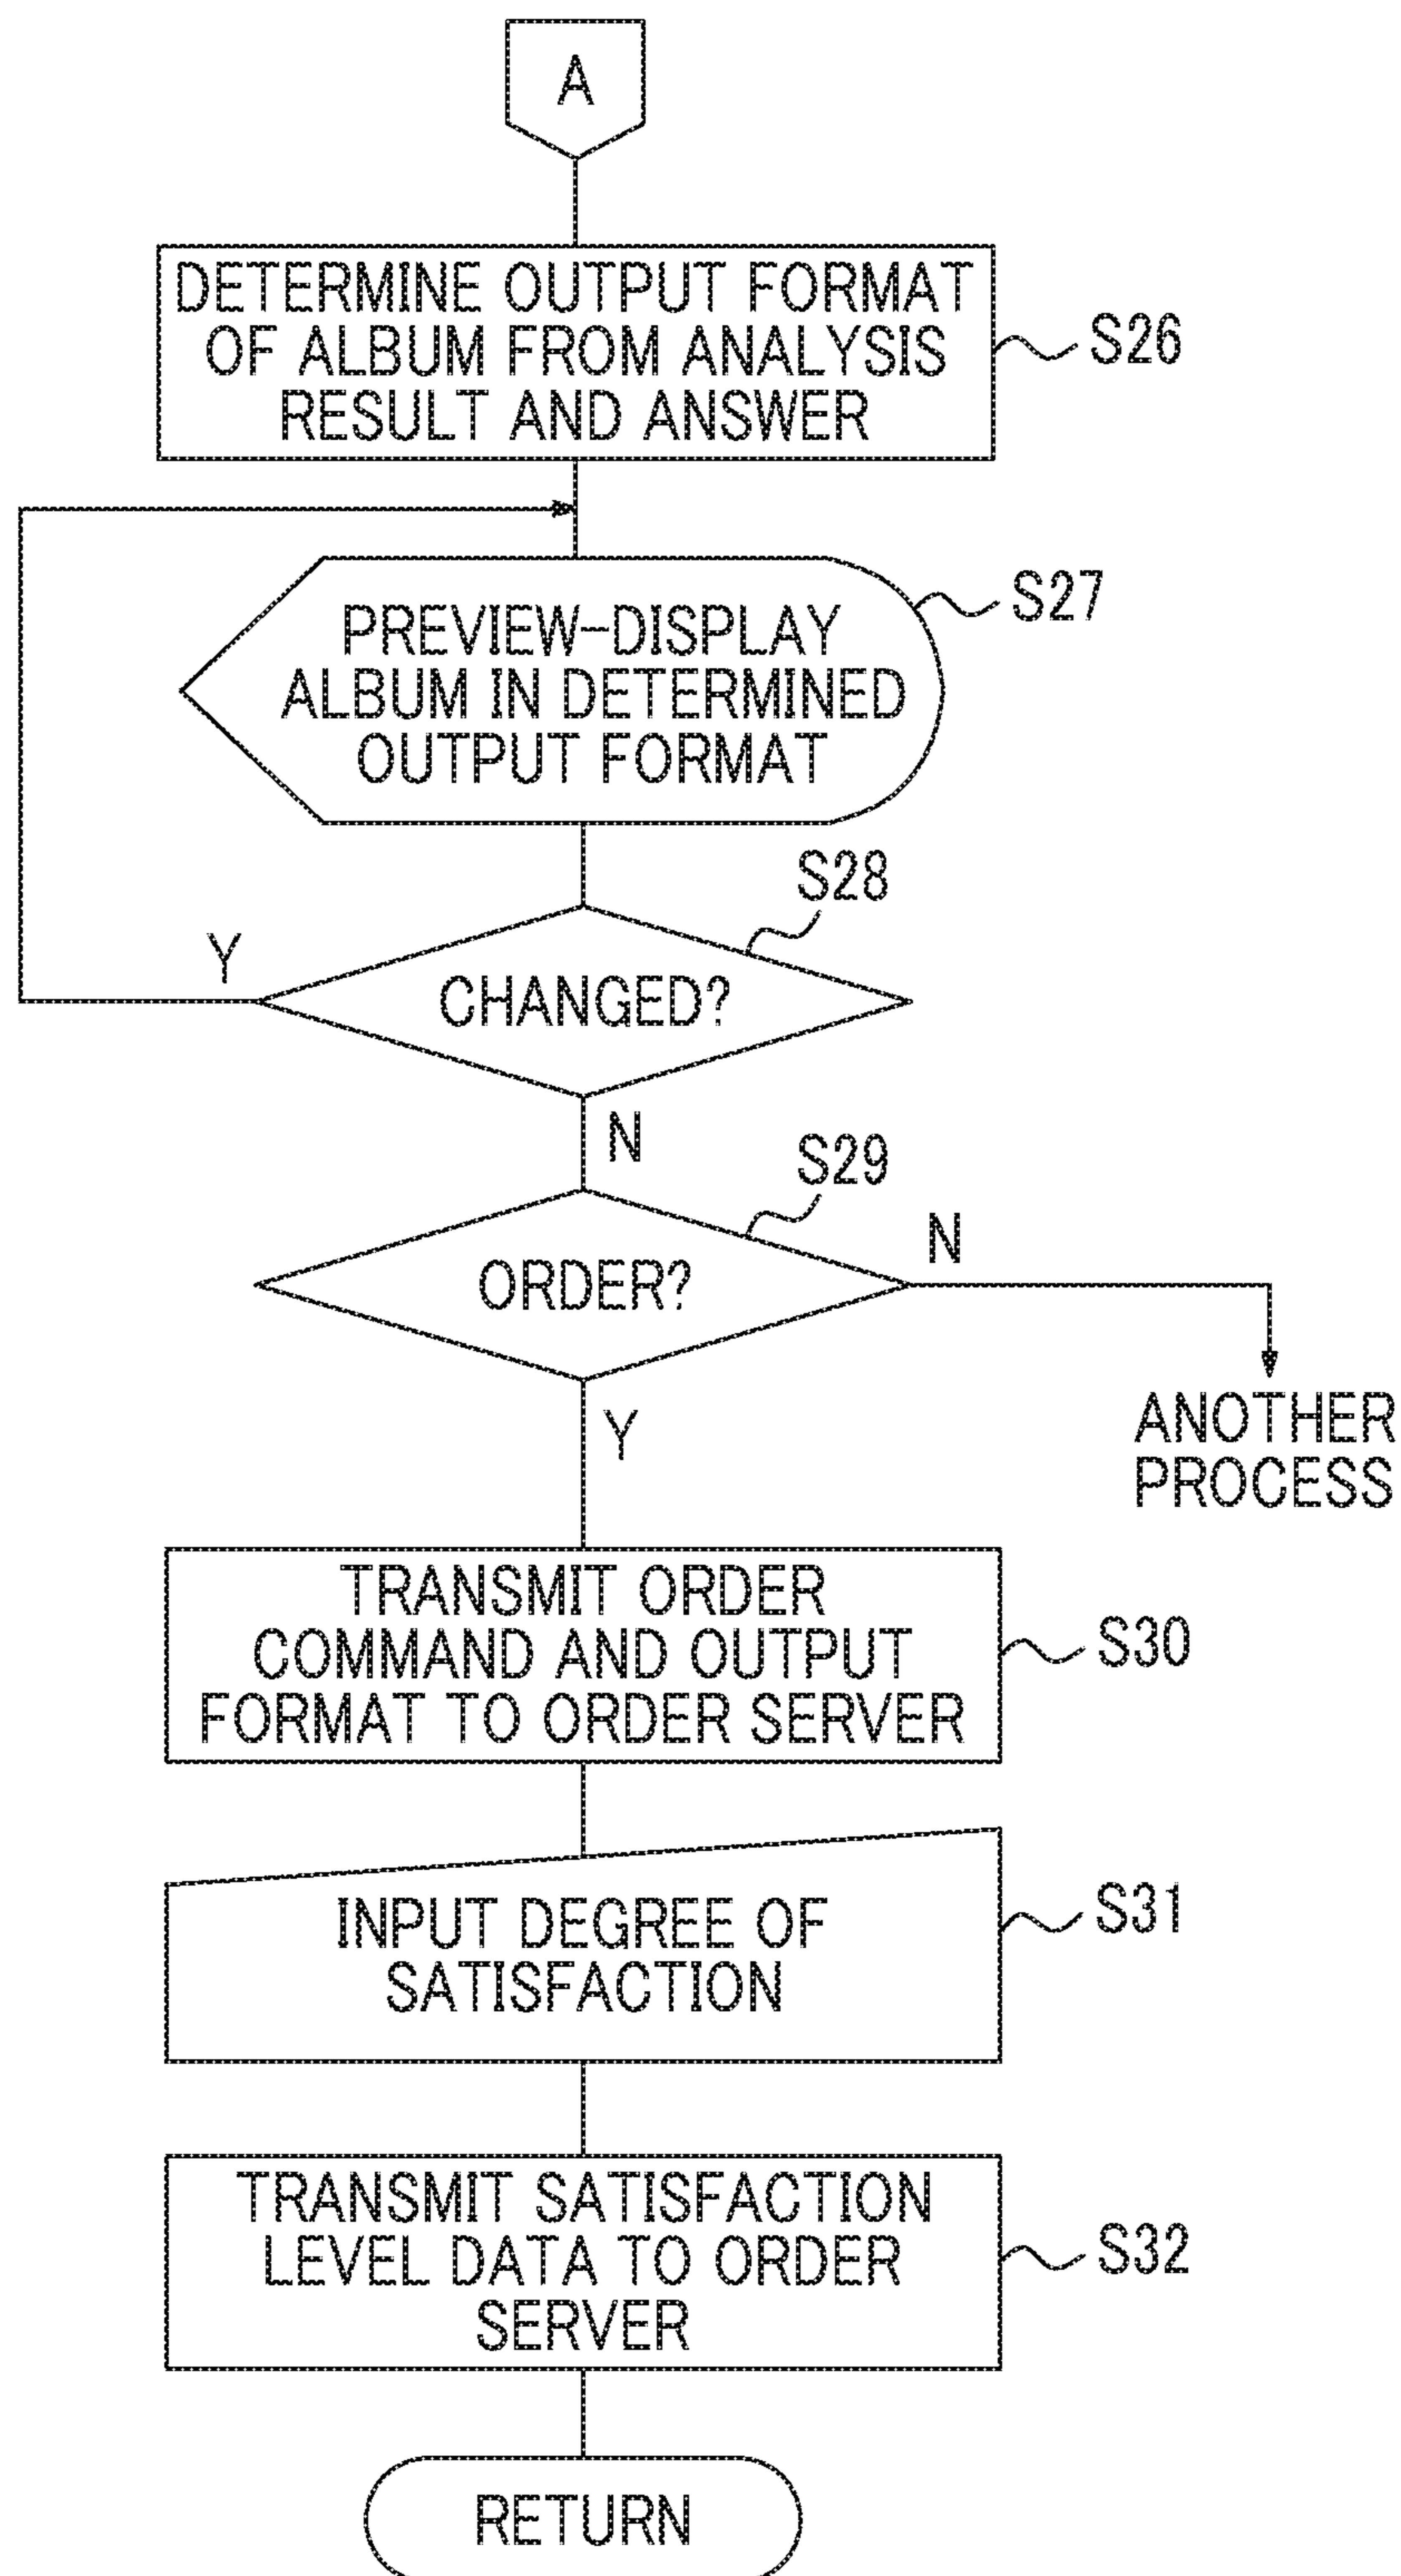 A
DETERMINE OUTPUT FORMAT
OF ALBUM FROM ANALYSIS
RESULT AND ANSWER
S26
PREVIEW-DISPLAY
ALBUM IN DETERMINED
OUTPUT FORMAT
S27
S28
Y
CHANGED?
N
S29
N
ORDER?
Y
ANOTHER
PROCESS
TRANSMIT ORDER
COMMAND AND OUTPUT
FORMAT TO ORDER SERVER
S30
INPUT DEGREE OF
SATISFACTION
S31
TRANSMIT SATISFACTION
LEVEL DATA TO ORDER
SERVER
S32
RETURN